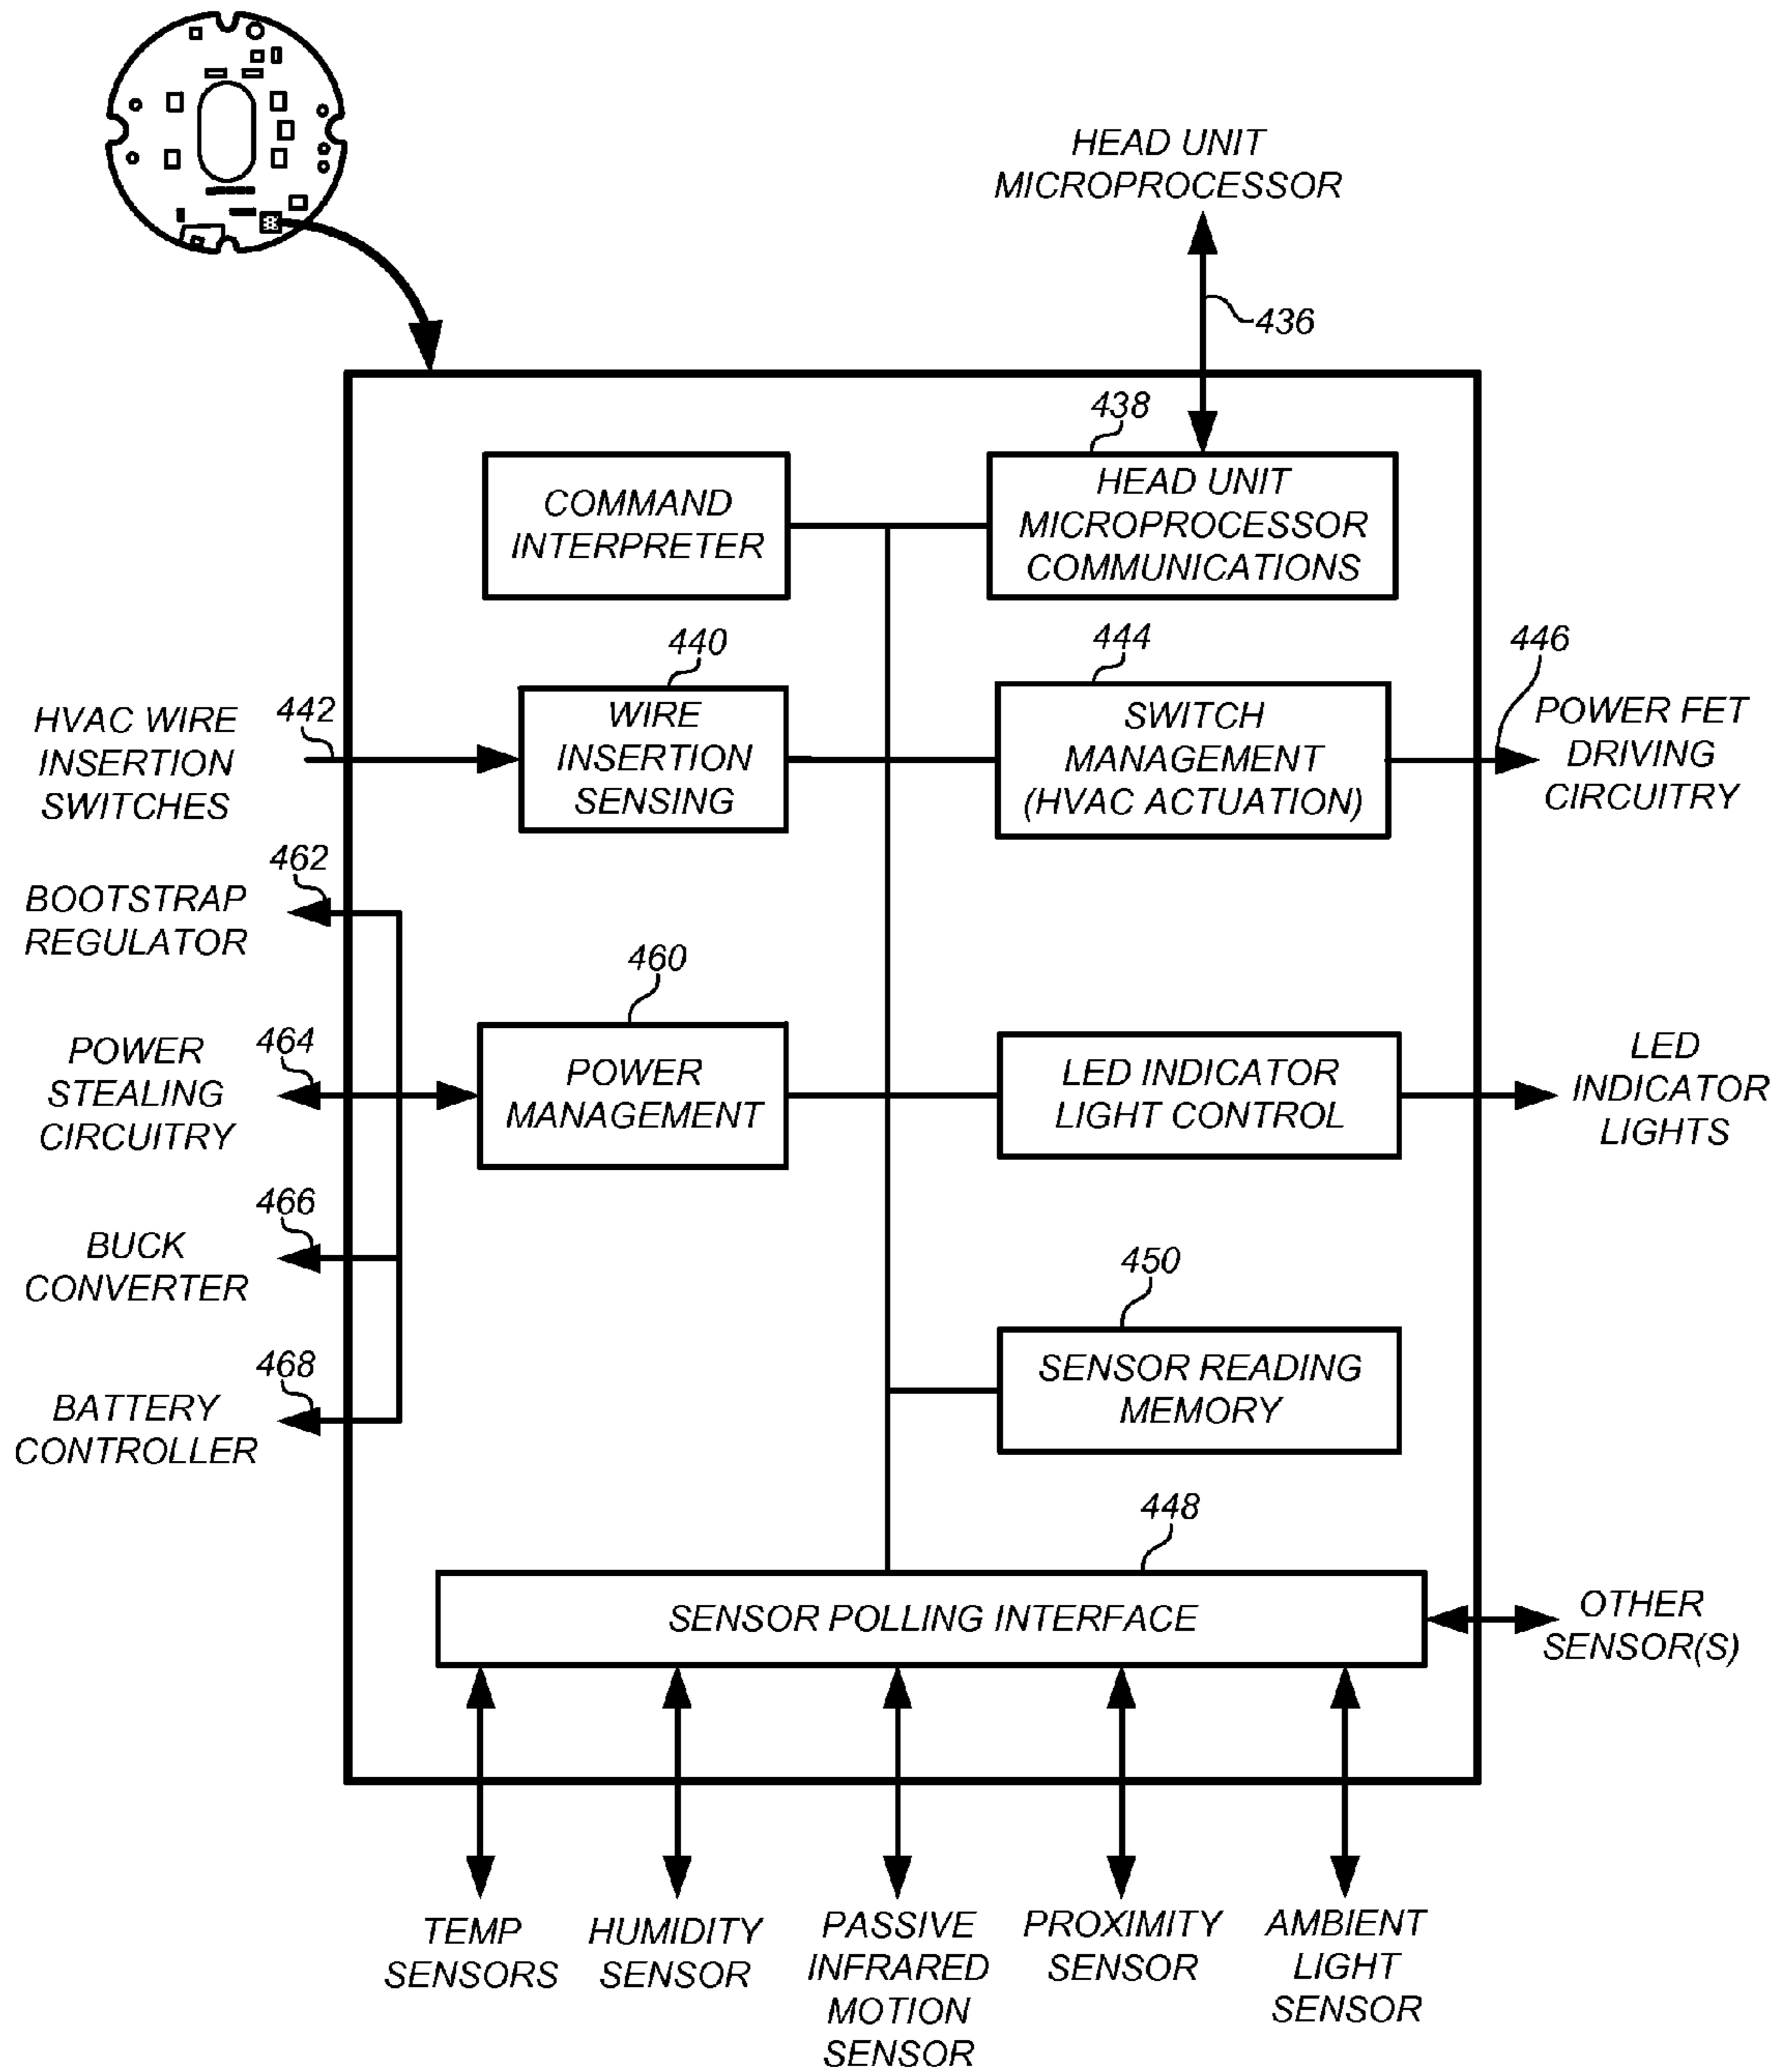 HEAD UNIT
MICROPROCESSOR
436
438
COMMAND
INTERPRETER
HEAD UNIT
MICROPROCESSOR
COMMUNICATIONS
440
444
446
HVAC WIRE
INSERTION
SWITCHES
442
WIRE
INSERTION
SENSING
SWITCH
MANAGEMENT
(HVAC ACTUATION)
POWER FET
DRIVING
CIRCUITRY
462
BOOTSTRAP
REGULATOR
460
POWER
STEALING
CIRCUITRY
464
POWER
MANAGEMENT
LED INDICATOR
LIGHT CONTROL
LED
INDICATOR
LIGHTS
466
BUCK
CONVERTER
450
SENSOR READING
MEMORY
468
BATTERY
CONTROLLER
448
SENSOR POLLING INTERFACE
OTHER
SENSOR(S)
TEMP
SENSORS
HUMIDITY
SENSOR
PASSIVE
INFRARED
MOTION
SENSOR
PROXIMITY
SENSOR
AMBIENT
LIGHT
SENSOR